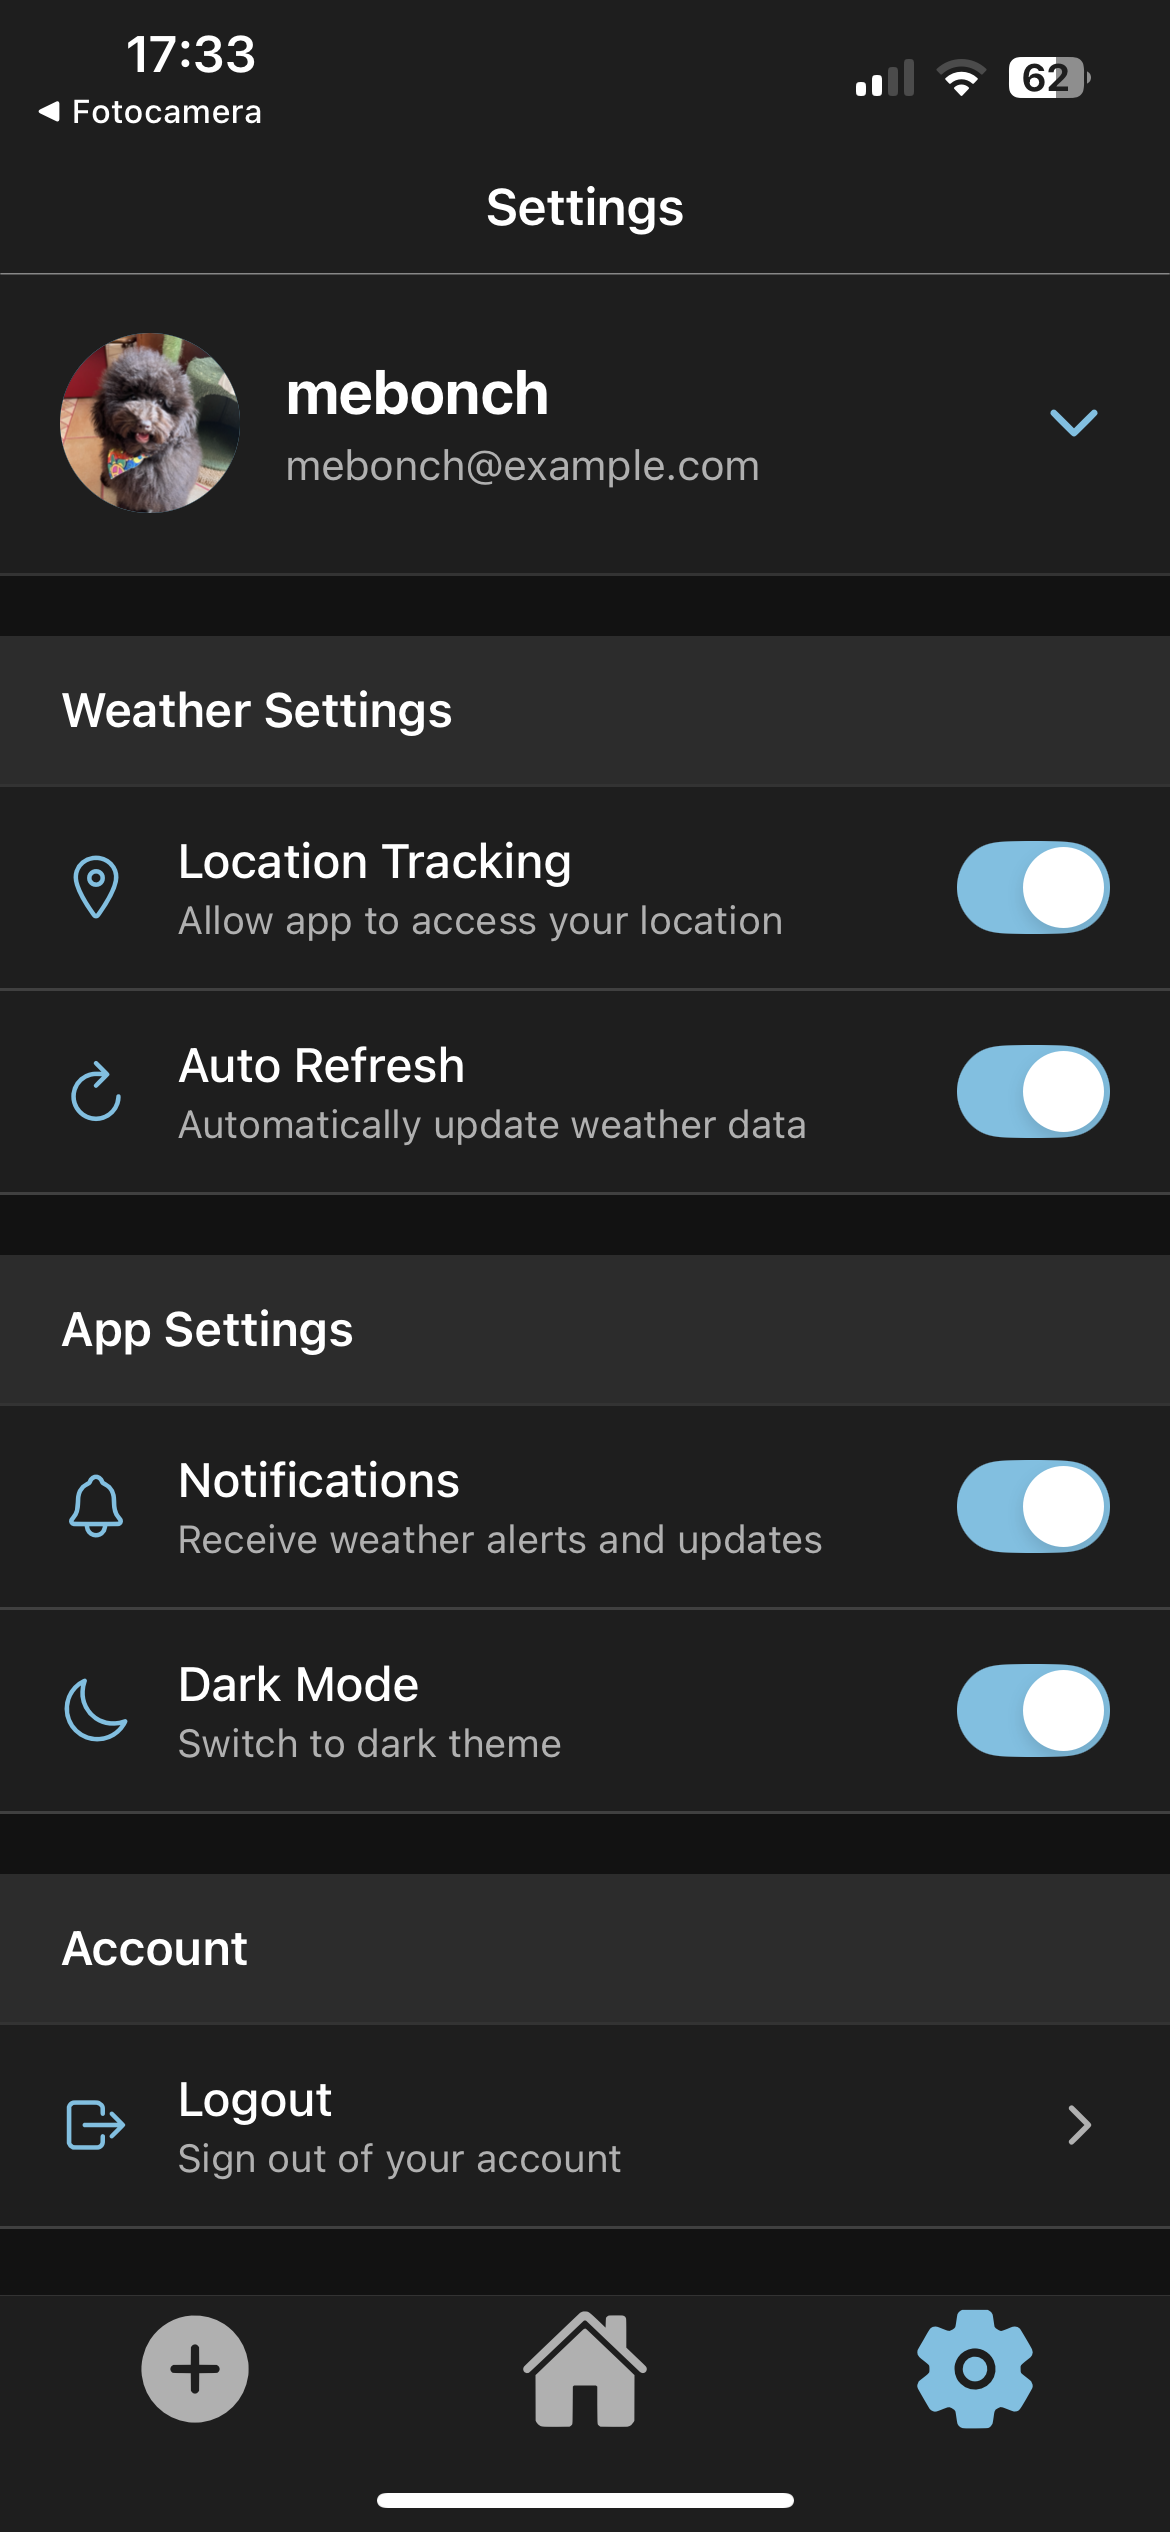 17:33
◀ Fotocamera
62
Settings
mebonch
mebonch@example.com
Weather Settings
Location Tracking
Allow app to access your location
Auto Refresh
Automatically update weather data
App Settings
Notifications
Receive weather alerts and updates
Dark Mode
Switch to dark theme
Account
Logout
Sign out of your account